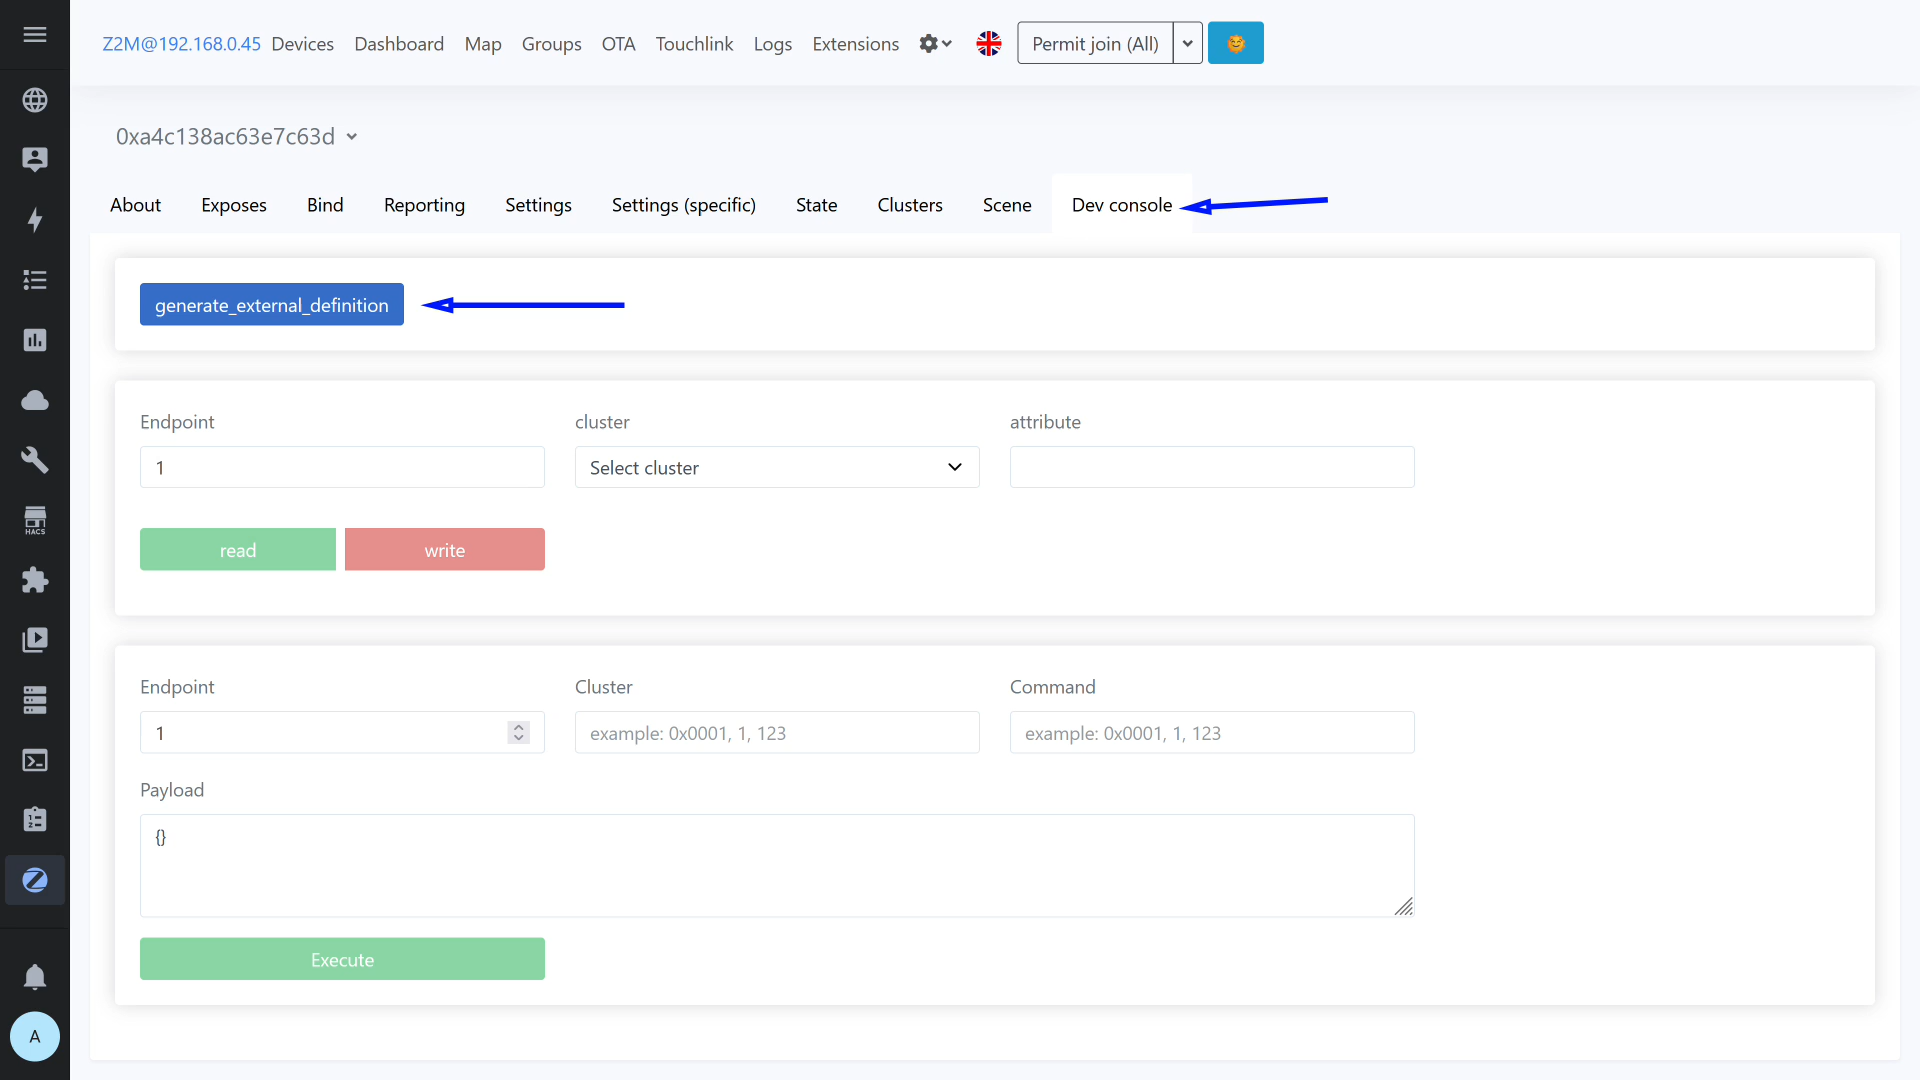 Z2M@192.168.0.45 Devices Dashboard Map Groups OTA Touchlink Logs Extensions Permit join (All)
0xa4c138ac63e7c63d
About Exposes Bind Reporting Settings Settings (specific) State Clusters Scene Dev console
generate_external_definition
Endpoint cluster attribute
1 Select cluster
read write
HACS
Endpoint Cluster Command
1 example: 0x0001, 1, 123 example: 0x0001, 1, 123
Payload
{}
Execute
A